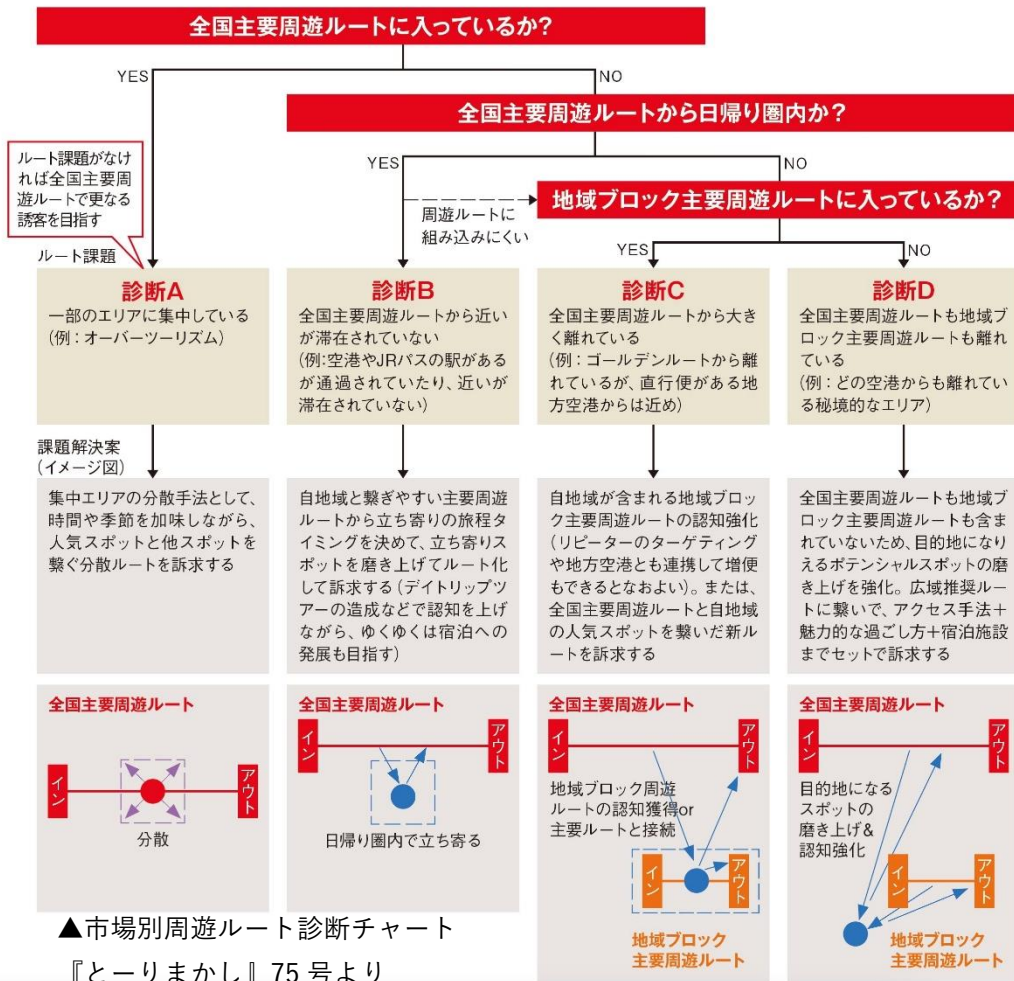 全国主要周遊ルートに入っているか?
YES
NO
全国主要周遊ルートから日帰り圏内か?
ルート課題がなけ
れば全国主要周
遊ルートで更なる
誘客を目指す
YES
NO
地域ブロック主要周遊ルートに入っているか?
周遊ルートに
組み込みにくい
ルート課題
YES
NO
診断A
一部のエリアに集中している
(例：オーバーツーリズム)
診断B
全国主要周遊ルートから近い
が滞在されていない
(例:空港やJRパスの駅がある
が通過されていたり、近いが
滞在されていない)
診断C
全国主要周遊ルートから大き
く離れている
(例：ゴールデンルートから離
れているが、直行便がある地
方空港からは近め)
診断D
全国主要周遊ルートも地域ブ
ロック主要周遊ルートも離れ
ている
(例：どの空港からも離れてい
る秘境的なエリア)
課題解決案
(イメージ図)
集中エリアの分散手法として、
時間や季節を加味しながら、
人気スポットと他スポットを
繋ぐ分散ルートを訴求する
自地域と繋ぎやすい主要周遊
ルートから立ち寄りの旅程タ
イミングを決めて、立ち寄りス
ポットを磨き上げてルート化
して訴求する(デイトリップツ
アーの造成などで認知を上げ
ながら、ゆくゆくは宿泊への
発展も目指す)
自地域が含まれる地域ブロッ
ク主要周遊ルートの認知強化
(リピーターのターゲティング
や地方空港とも連携して増便
もできるとなおよい)。または、
全国主要周遊ルートと自地域
の人気スポットを繋いだ新ルー
トを訴求する
全国主要周遊ルートも地域ブ
ロック主要周遊ルートも含ま
れていないため、目的地になり
えるポテンシャルスポットの磨
き上げを強化。広域推奨ルー
トに繋いで、アクセス手法＋
魅力的な過ごし方＋宿泊施設
までセットで訴求する
全国主要周遊ルート
イン
アウト
分散
全国主要周遊ルート
イン
アウト
日帰り圏内で立ち寄る
全国主要周遊ルート
イン
アウト
地域ブロック周遊
ルートの認知獲得or
主要ルートと接続
イン
アウト
地域ブロック
主要周遊ルート
全国主要周遊ルート
イン
アウト
目的地になる
スポットの
磨き上げ&
認知強化
イン
アウト
地域ブロック
主要周遊ルート
▲市場別周遊ルート診断チャート
『とーりまかし』75号より